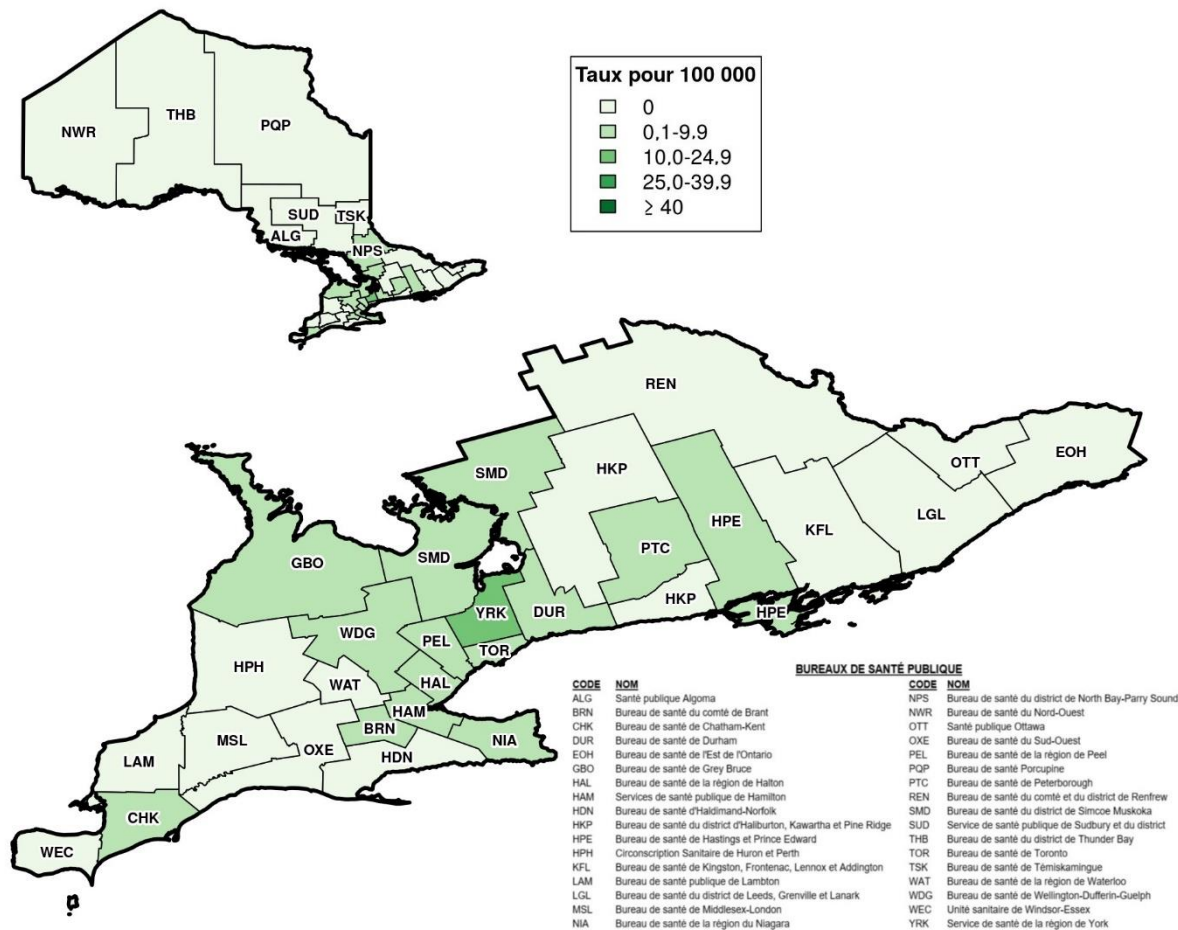 Taux pour 100 000
0
0,1-9,9
10,0-24,9
25,0-39,9
≥ 40
NWR
THB
PQP
SUD
TSK
ALG
NPS
REN
SMD
HKP
OTT
EOH
LGL
HPE
KFL
PTC
GBO
SMD
YRK
DUR
HKP
HPE
WDG
PEL
TOR
HPH
WAT
HAL
HAM
BRN
NIA
MSL
OXE
HDN
LAM
CHK
WEC
BUREAUX DE SANTÉ PUBLIQUE
CODE NOM
ALG Santé publique Algoma
BRN Bureau de santé du comté de Brant
CHK Bureau de santé de Chatham-Kent
DUR Bureau de santé de Durham
EOH Bureau de santé de l'Est de l'Ontario
GBO Bureau de santé de Grey Bruce
HAL Bureau de santé de la région de Halton
HAM Services de santé publique de Hamilton
HDN Bureau de santé d'Haldimand-Norfolk
HKP Bureau de santé du district d'Haliburton, Kawartha et Pine Ridge
HPE Bureau de santé de Hastings et Prince Edward
HPH Circonscription Sanitaire de Huron et Perth
KFL Bureau de santé de Kingston, Frontenac, Lennox et Addington
LAM Bureau de santé publique de Lambton
LGL Bureau de santé du district de Leeds, Grenville et Lanark
MSL Bureau de santé de Middlesex-London
NIA Bureau de santé de la région du Niagara
CODE NOM
NPS Bureau de santé du district de North Bay-Parry Sound
NWR Bureau de santé du Nord-Ouest
OTT Santé publique Ottawa
OXE Bureau de santé du Sud-Ouest
PEL Bureau de santé de la région de Peel
PQP Bureau de santé Porcupine
PTC Bureau de santé de Peterborough
REN Bureau de santé du comté et du district de Renfrew
SMD Bureau de santé du district de Simcoe Muskoka
SUD Service de santé publique de Sudbury et du district
THB Bureau de santé du district de Thunder Bay
TOR Bureau de santé de Toronto
TSK Bureau de santé de Témiskamingue
WAT Bureau de santé de la région de Waterloo
WDG Bureau de santé de Wellington-Dufferin-Guelph
WEC Unité sanitaire de Windsor-Essex
YRK Service de santé de la région de York